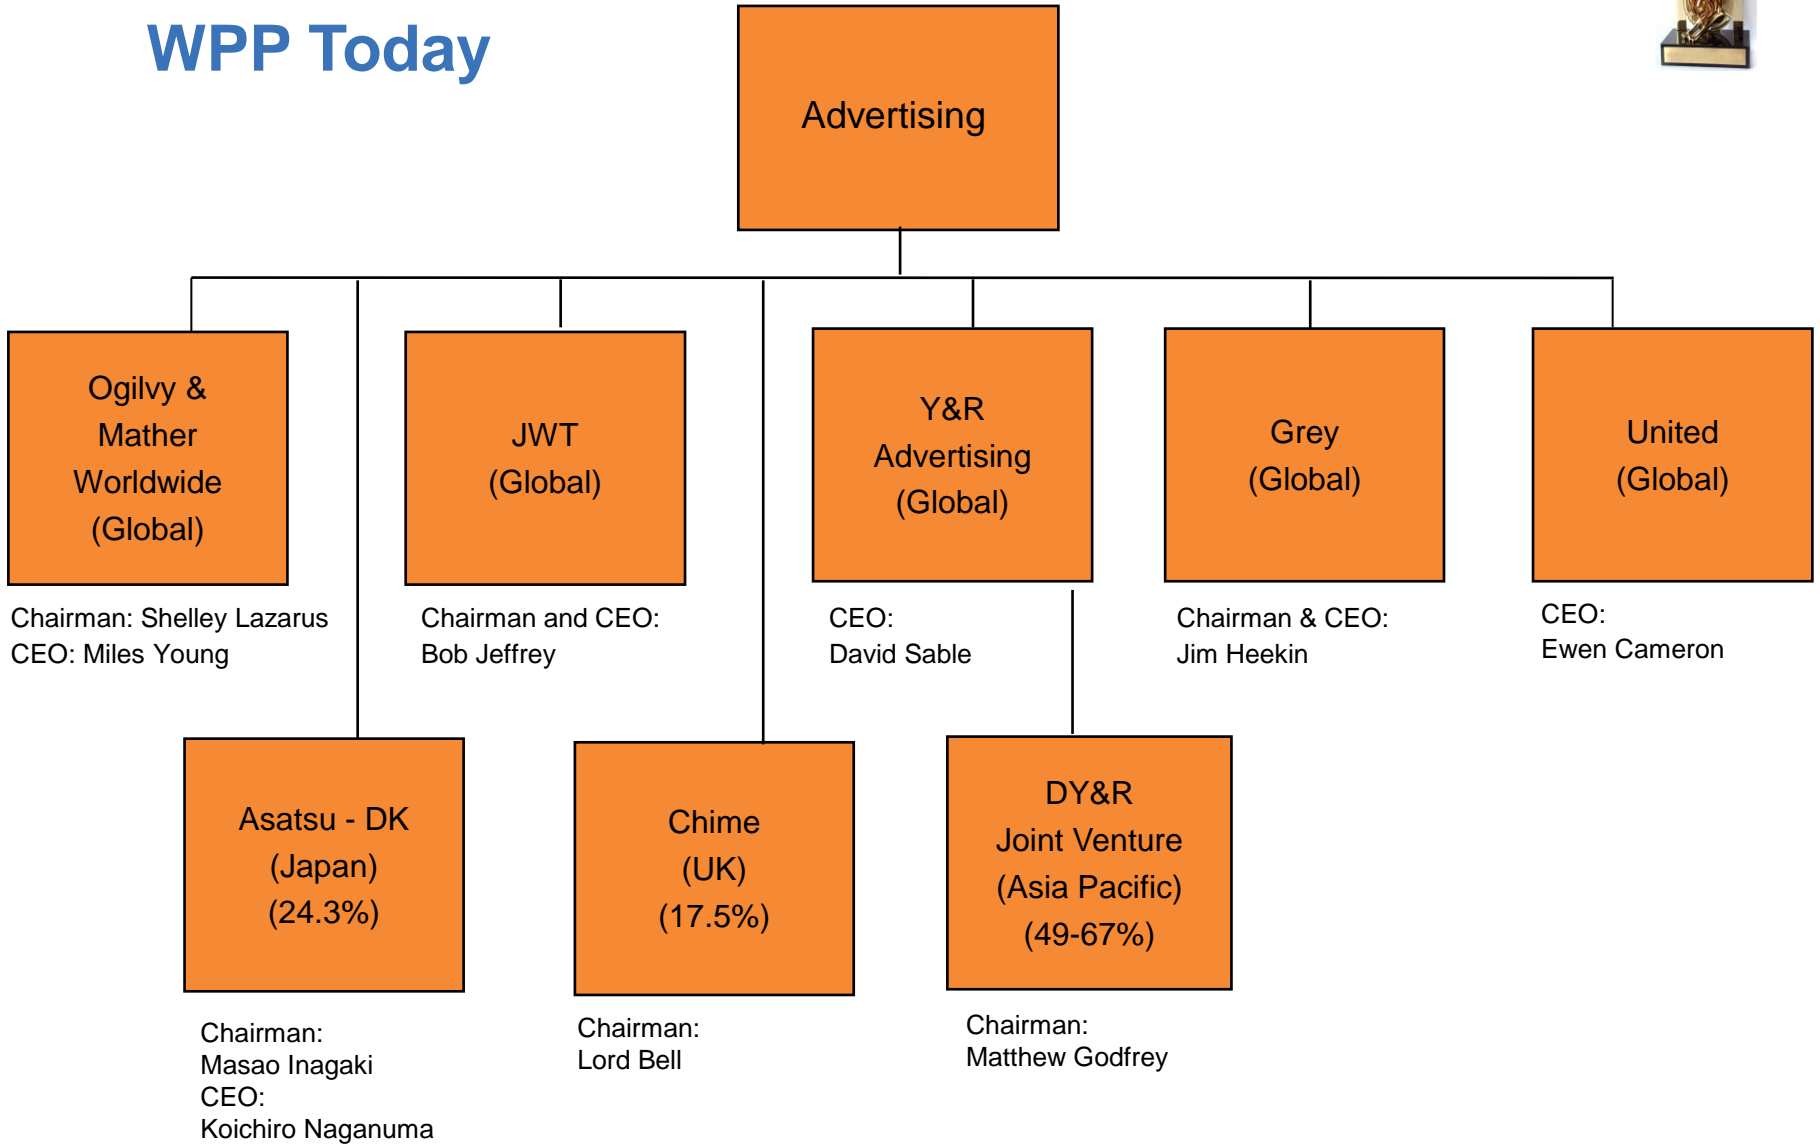 WPP Today
Advertising
Ogilvy &
Mather
Worldwide
(Global)
Chairman: Shelley Lazarus
CEO: Miles Young
JWT
(Global)
Chairman and CEO:
Bob Jeffrey
Y&R
Advertising
(Global)
CEO:
David Sable
Grey
(Global)
Chairman & CEO:
Jim Heekin
United
(Global)
CEO:
Ewen Cameron
Asatsu - DK
(Japan)
(24.3%)
Chairman:
Masao Inagaki
CEO:
Koichiro Naganuma
Chime
(UK)
(17.5%)
Chairman:
Lord Bell
DY&R
Joint Venture
(Asia Pacific)
(49-67%)
Chairman:
Matthew Godfrey